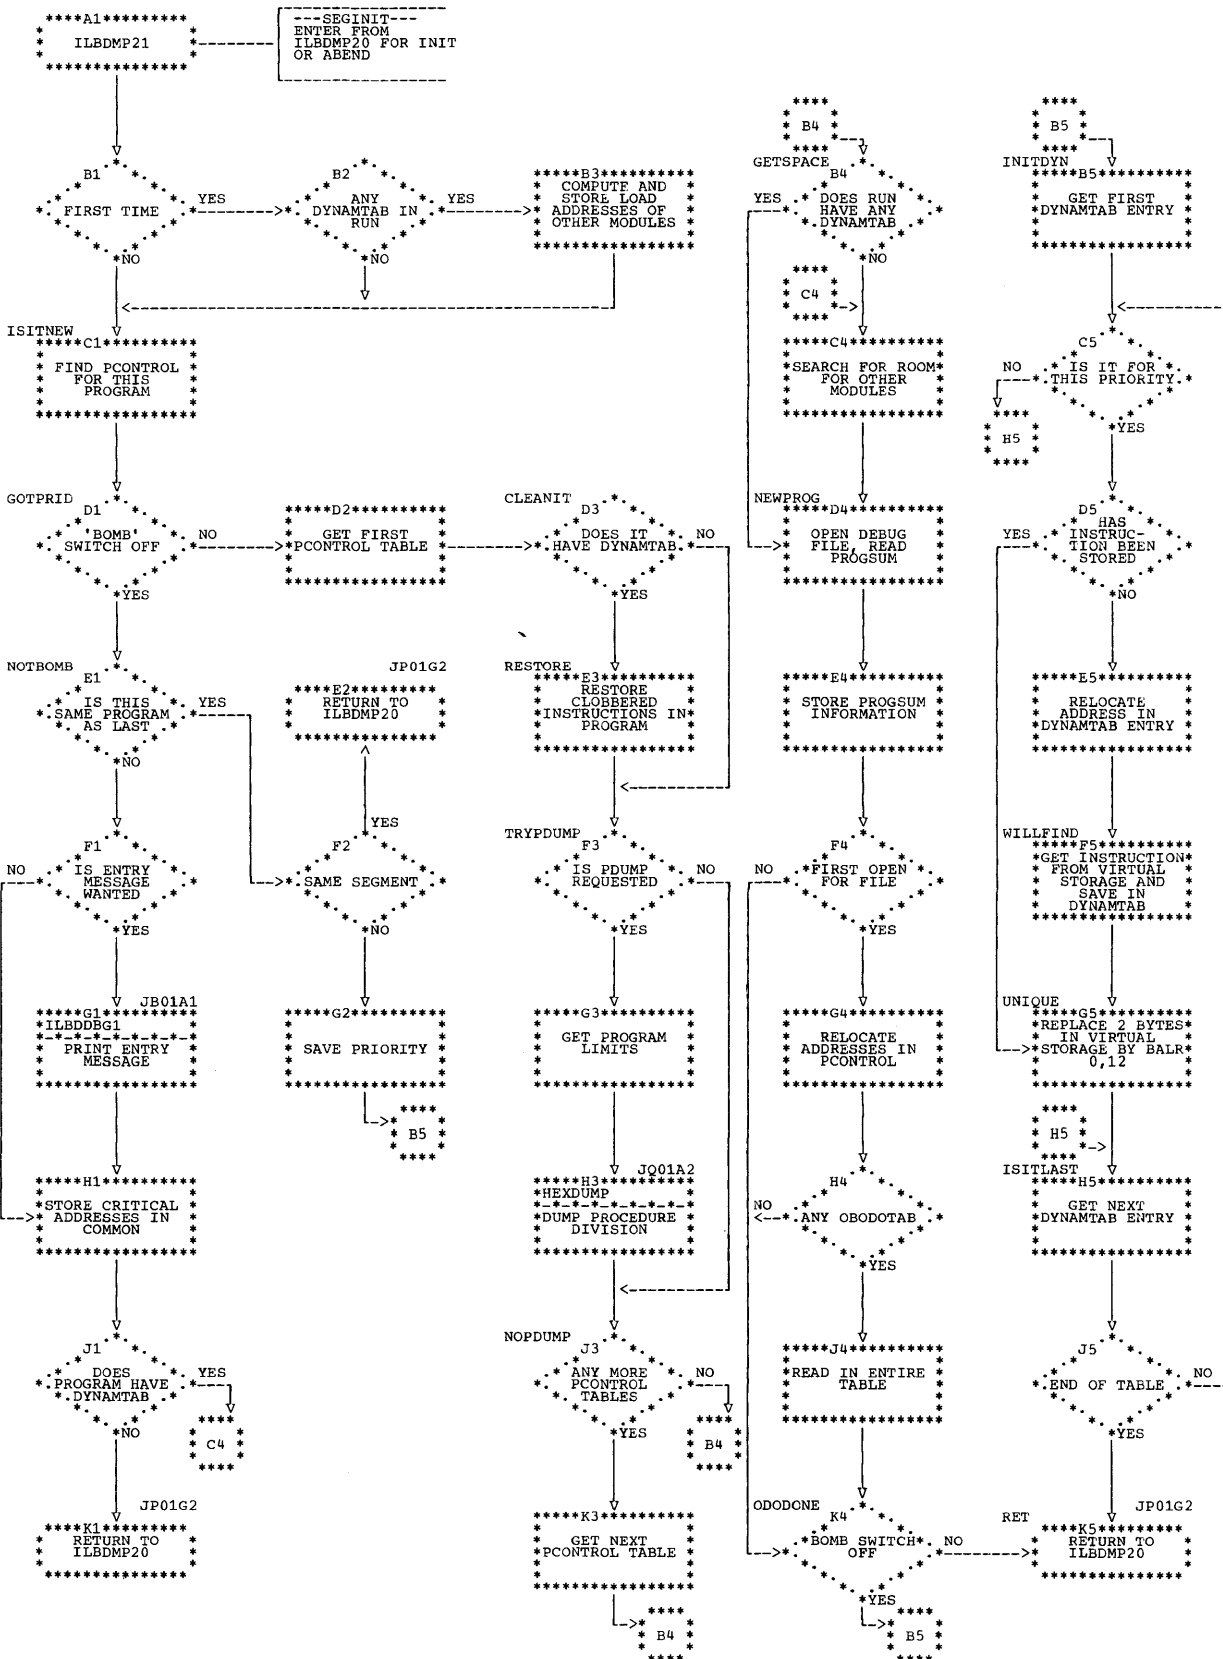 A1
ILBDMP21
---SEGINIT---
ENTER FROM
ILBDMP20 FOR INIT
OR ABEND
B1
FIRST TIME
YES
NO
B2
ANY
DYNAMTAB IN
RUN
YES
NO
B3
COMPUTE AND
STORE LOAD
ADDRESSES OF
OTHER MODULES
ISITNEW
C1
FIND PCONTROL
FOR THIS
PROGRAM
GOTPRID
D1
'BOMB'
SWITCH OFF
NO
YES
D2
GET FIRST
PCONTROL TABLE
CLEANIT
D3
DOES IT
HAVE DYNAMTAB
NO
YES
NOTBOMB
E1
IS THIS
SAME PROGRAM
AS LAST
YES
NO
JP01G2
E2
RETURN TO
ILBDMP20
RESTORE
E3
RESTORE
CLOBBERED
INSTRUCTIONS IN
PROGRAM
F1
IS ENTRY
MESSAGE
WANTED
NO
YES
YES
F2
SAME SEGMENT
NO
TRYPDUMP
F3
IS PDUMP
REQUESTED
NO
YES
JB01A1
G1
ILBDDBG1
PRINT ENTRY
MESSAGE
G2
SAVE PRIORITY
B5
G3
GET PROGRAM
LIMITS
H1
STORE CRITICAL
ADDRESSES IN
COMMON
JQ01A2
H3
HEXDUMP
DUMP PROCEDURE
DIVISION
J1
DOES
PROGRAM HAVE
DYNAMTAB
YES
NO
C4
NOPDUMP
J3
ANY MORE
PCONTROL
TABLES
NO
YES
B4
JP01G2
K1
RETURN TO
ILBDMP20
K3
GET NEXT
PCONTROL TABLE
B4
B4
GETSPACE
B4
DOES RUN
HAVE ANY
DYNAMTAB
YES
NO
C4
C4
SEARCH FOR ROOM
FOR OTHER
MODULES
NEWPROG
D4
OPEN DEBUG
FILE, READ
PROGSUM
E4
STORE PROGSUM
INFORMATION
F4
FIRST OPEN
FOR FILE
NO
YES
G4
RELOCATE
ADDRESSES IN
PCONTROL
H4
ANY OBODOTAB
NO
YES
J4
READ IN ENTIRE
TABLE
ODODONE
K4
BOMB SWITCH
OFF
NO
YES
B5
B5
INITDYN
B5
GET FIRST
DYNAMTAB ENTRY
C5
IS IT FOR
THIS PRIORITY
NO
YES
H5
D5
HAS
INSTRUC-
TION BEEN
STORED
YES
NO
E5
RELOCATE
ADDRESS IN
DYNAMTAB ENTRY
WILLFIND
F5
GET INSTRUCTION
FROM VIRTUAL
STORAGE AND
SAVE IN
DYNAMTAB
UNIQUE
G5
REPLACE 2 BYTES
IN VIRTUAL
STORAGE BY BALR
0,12
H5
ISITLAST
H5
GET NEXT
DYNAMTAB ENTRY
J5
END OF TABLE
NO
YES
JP01G2
RET
K5
RETURN TO
ILBDMP20